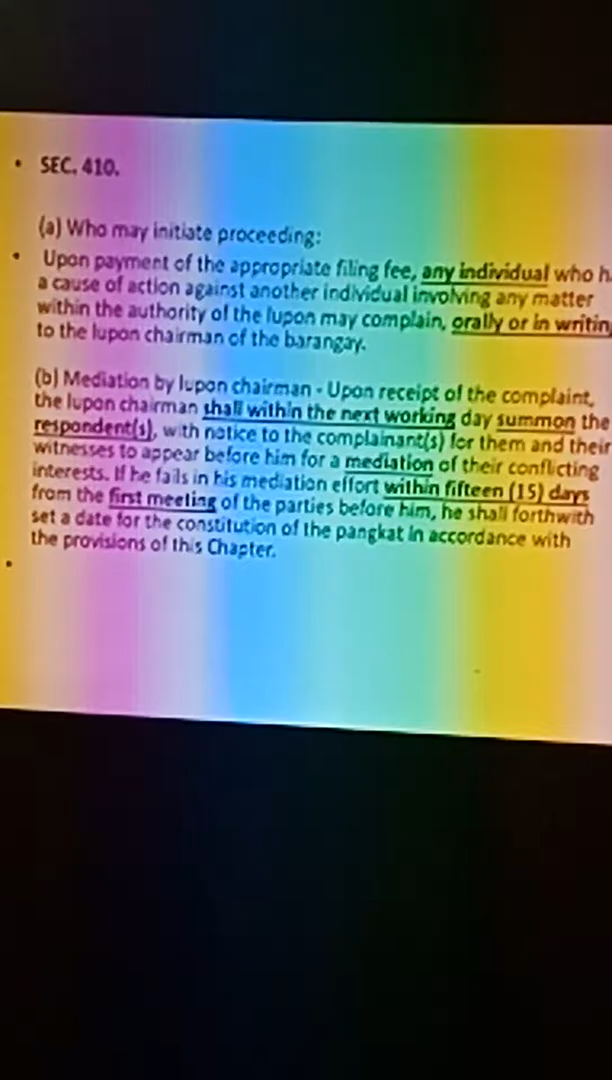 • SEC. 410.
(a) Who may initiate proceeding:
• Upon payment of the appropriate filing fee, any individual who h
a cause of action against another individual involving any matter
within the authority of the lupon may complain, orally or in writin
to the lupon chairman of the barangay.
(b) Mediation by lupon chairman - Upon receipt of the complaint,
the lupon chairman shall within the next working day summon the
respondent(s), with notice to the complainant(s) for them and their
witnesses to appear before him for a mediation of their conflicting
interests. If he fails in his mediation effort within fifteen (15) days
from the first meeting of the parties before him, he shall forthwith
set a date for the constitution of the pangkat in accordance with
the provisions of this Chapter.
•